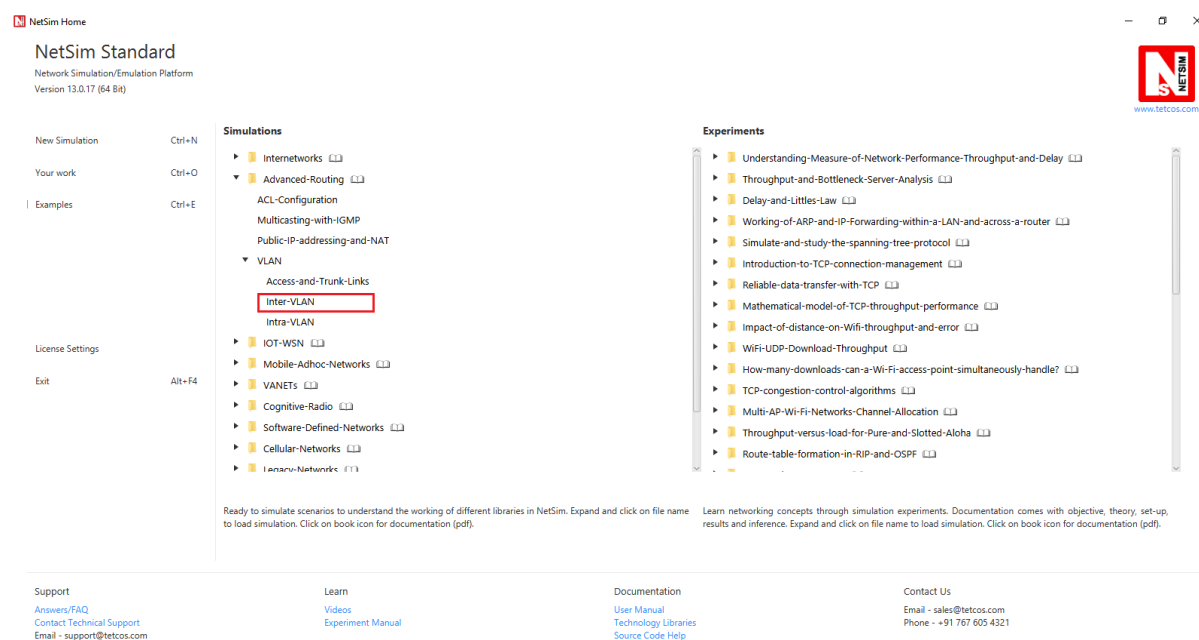 NetSim Home
NetSim Standard
Network Simulation/Emulation Platform
Version 13.0.17 (64 Bit)
NETSIM
www.tetcos.com
New Simulation Ctrl+N
Your work Ctrl+O
Examples Ctrl+E
License Settings
Exit Alt+F4
Simulations
Internetworks
Advanced-Routing
ACL-Configuration
Multicasting-with-IGMP
Public-IP-addressing-and-NAT
VLAN
Access-and-Trunk-Links
Inter-VLAN
Intra-VLAN
IOT-WSN
Mobile-Adhoc-Networks
VANETs
Cognitive-Radio
Software-Defined-Networks
Cellular-Networks
Legacy-Networks
Ready to simulate scenarios to understand the working of different libraries in NetSim. Expand and click on file name
to load simulation. Click on book icon for documentation (pdf).
Experiments
Understanding-Measure-of-Network-Performance-Throughput-and-Delay
Throughput-and-Bottleneck-Server-Analysis
Delay-and-Littles-Law
Working-of-ARP-and-IP-Forwarding-within-a-LAN-and-across-a-router
Simulate-and-study-the-spanning-tree-protocol
Introduction-to-TCP-connection-management
Reliable-data-transfer-with-TCP
Mathematical-model-of-TCP-throughput-performance
Impact-of-distance-on-Wifi-throughput-and-error
WiFi-UDP-Download-Throughput
How-many-downloads-can-a-Wi-Fi-access-point-simultaneously-handle?
TCP-congestion-control-algorithms
Multi-AP-Wi-Fi-Networks-Channel-Allocation
Throughput-versus-load-for-Pure-and-Slotted-Aloha
Route-table-formation-in-RIP-and-OSPF
Learn networking concepts through simulation experiments. Documentation comes with objective, theory, set-up,
results and inference. Expand and click on file name to load simulation. Click on book icon for documentation (pdf).
Support
Answers/FAQ
Contact Technical Support
Email - support@tetcos.com
Learn
Videos
Experiment Manual
Documentation
User Manual
Technology Libraries
Source Code Help
Contact Us
Email - sales@tetcos.com
Phone - +91 767 605 4321